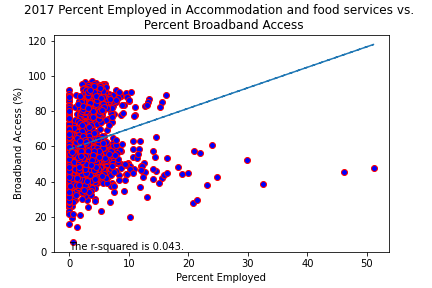 2017 Percent Employed in Accommodation and food services vs.
Percent Broadband Access
120
100
80
60
40
20
0
Broadband Access (%)
The r-squared is 0.043.
0
10
20
30
40
50
Percent Employed